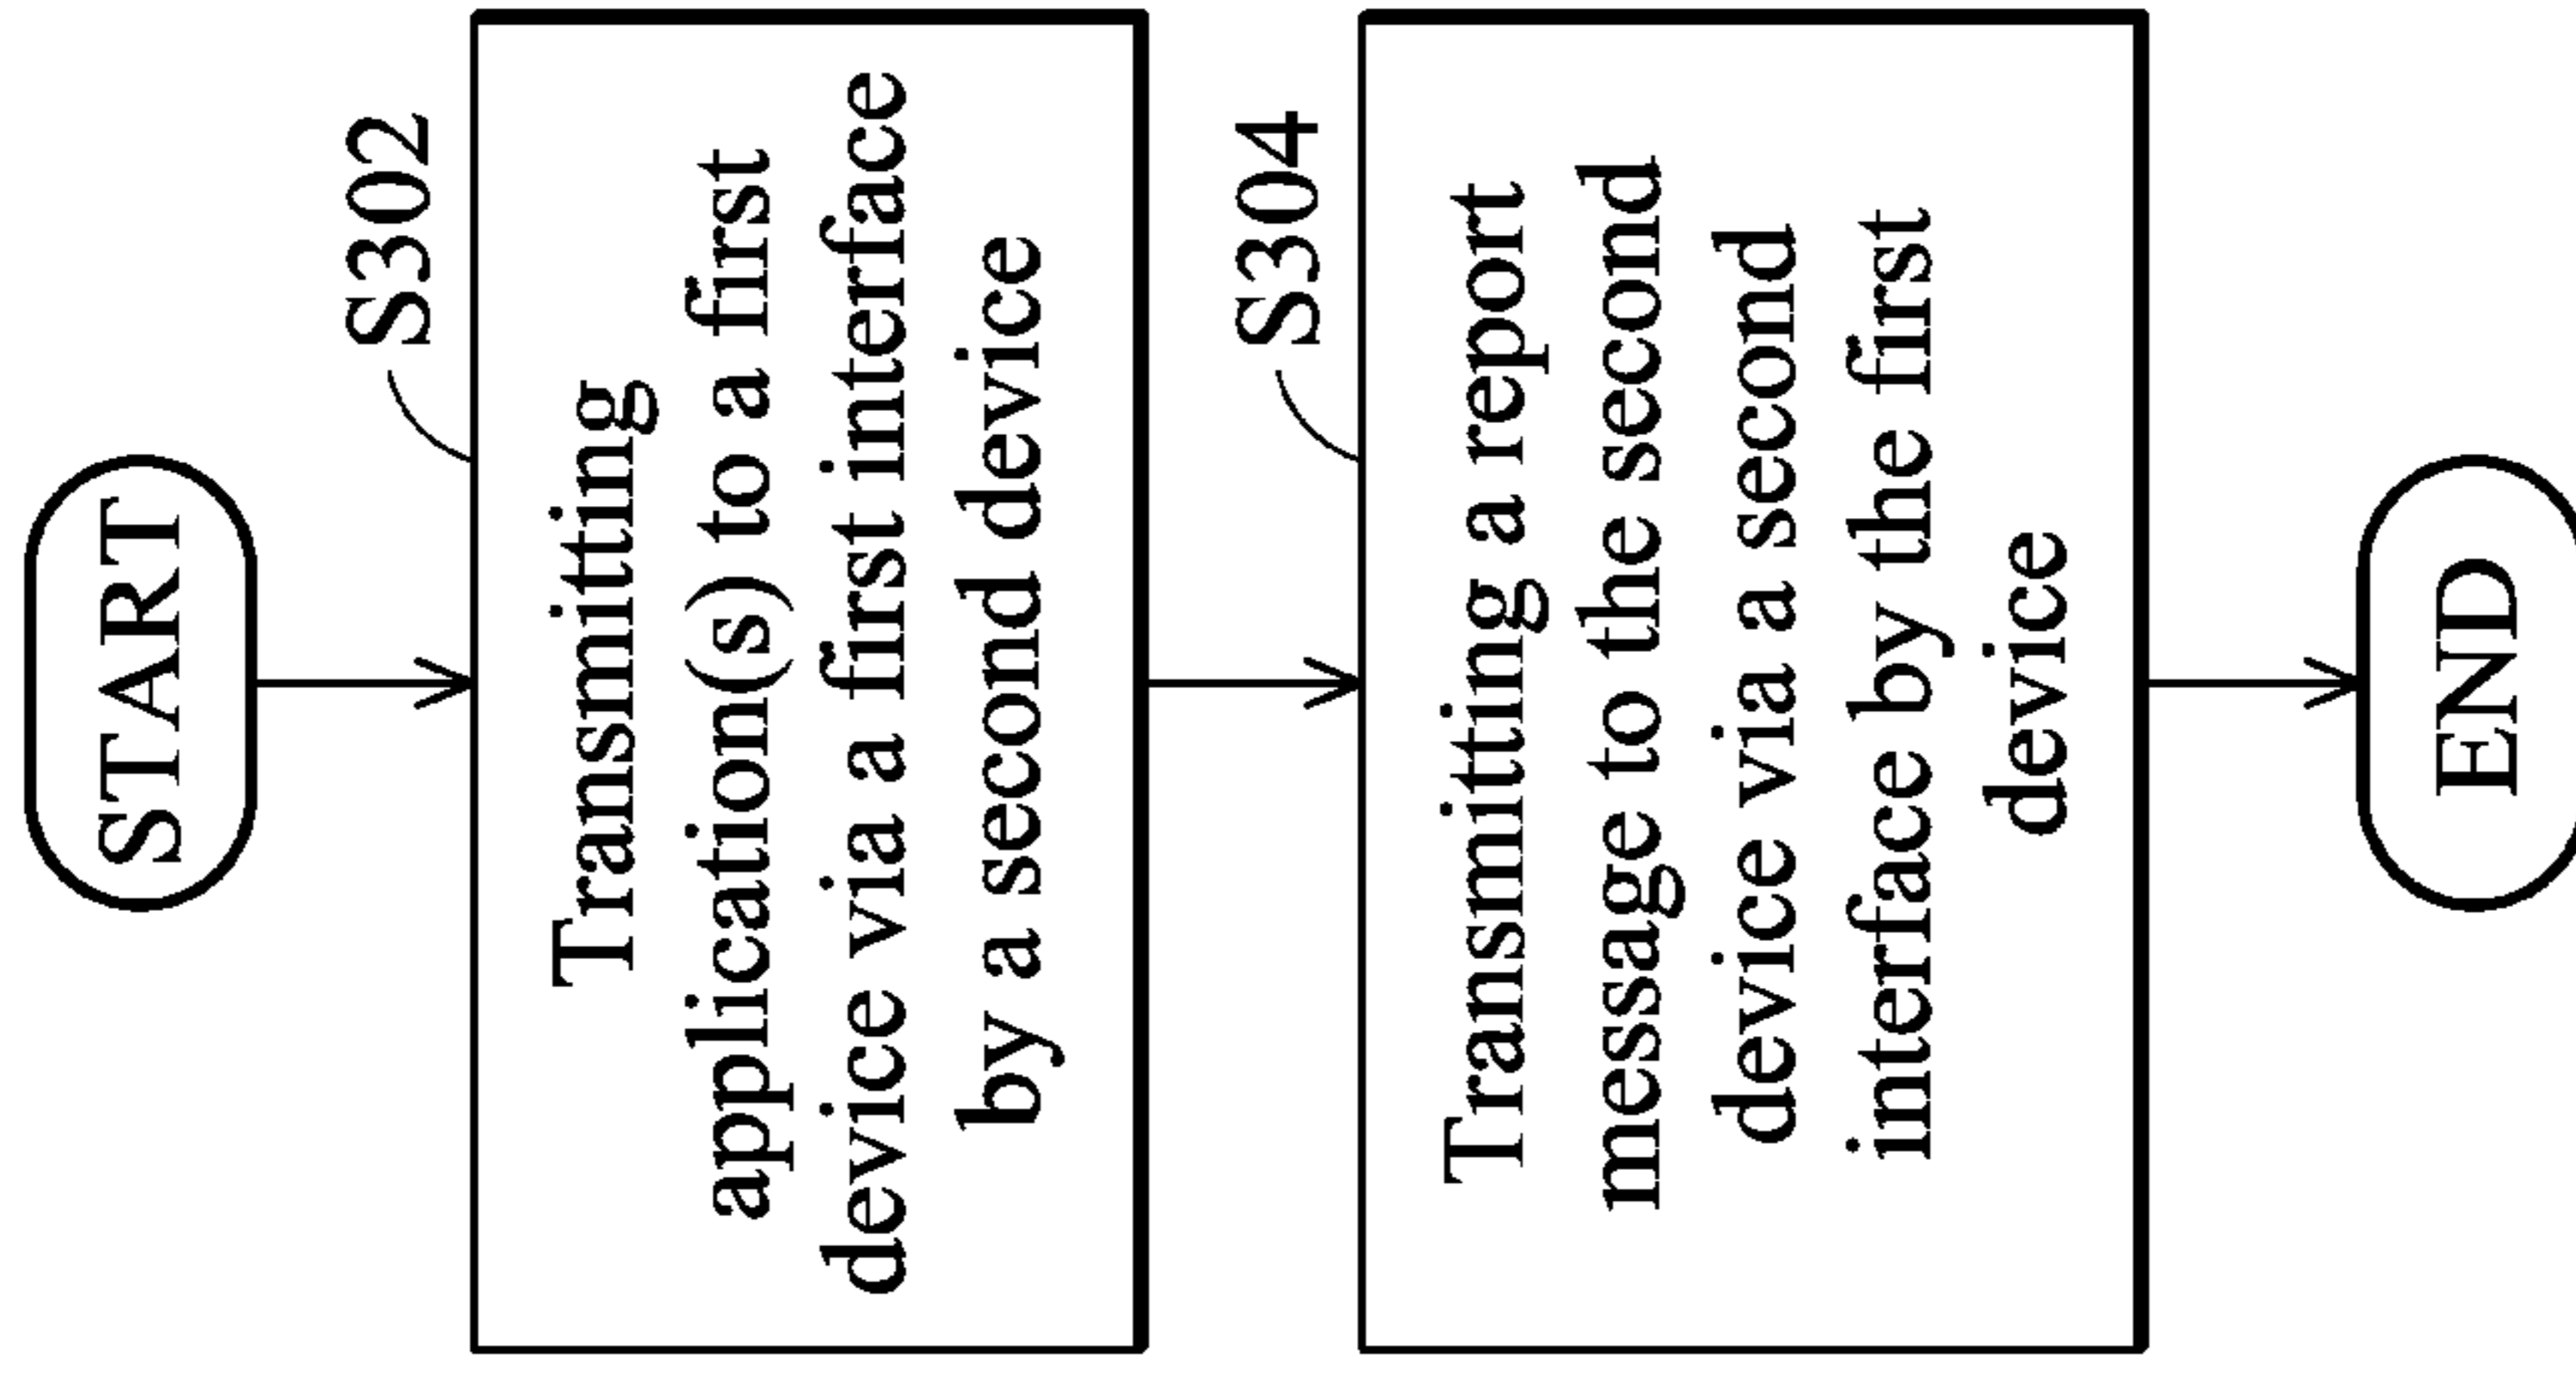 START
S302
Transmitting
application(s) to a first
device via a first interface
by a second device
S304
Transmitting a report
message to the second
device via a second
interface by the first
device
END